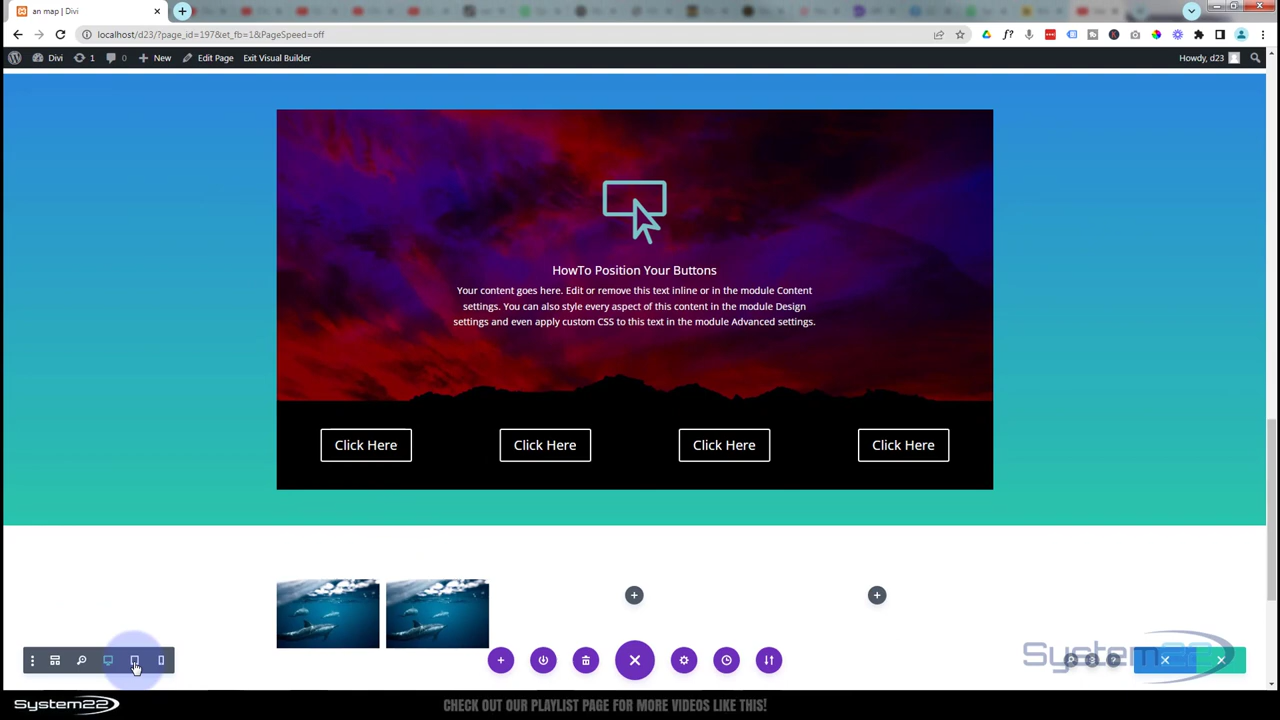 an map | Divi
localhost/d23/?page_id=197&et_fb=1&PageSpeed=off
Divi
1
0
New
Edit Page
Exit Visual Builder
Howdy, d23
HowTo Position Your Buttons
Your content goes here. Edit or remove this text inline or in the module Content
settings. You can also style every aspect of this content in the module Design
settings and even apply custom CSS to this text in the module Advanced settings.
Click Here
Click Here
Click Here
Click Here
System22
System22
CHECK OUT OUR PLAYLIST PAGE FOR MORE VIDEOS LIKE THIS!